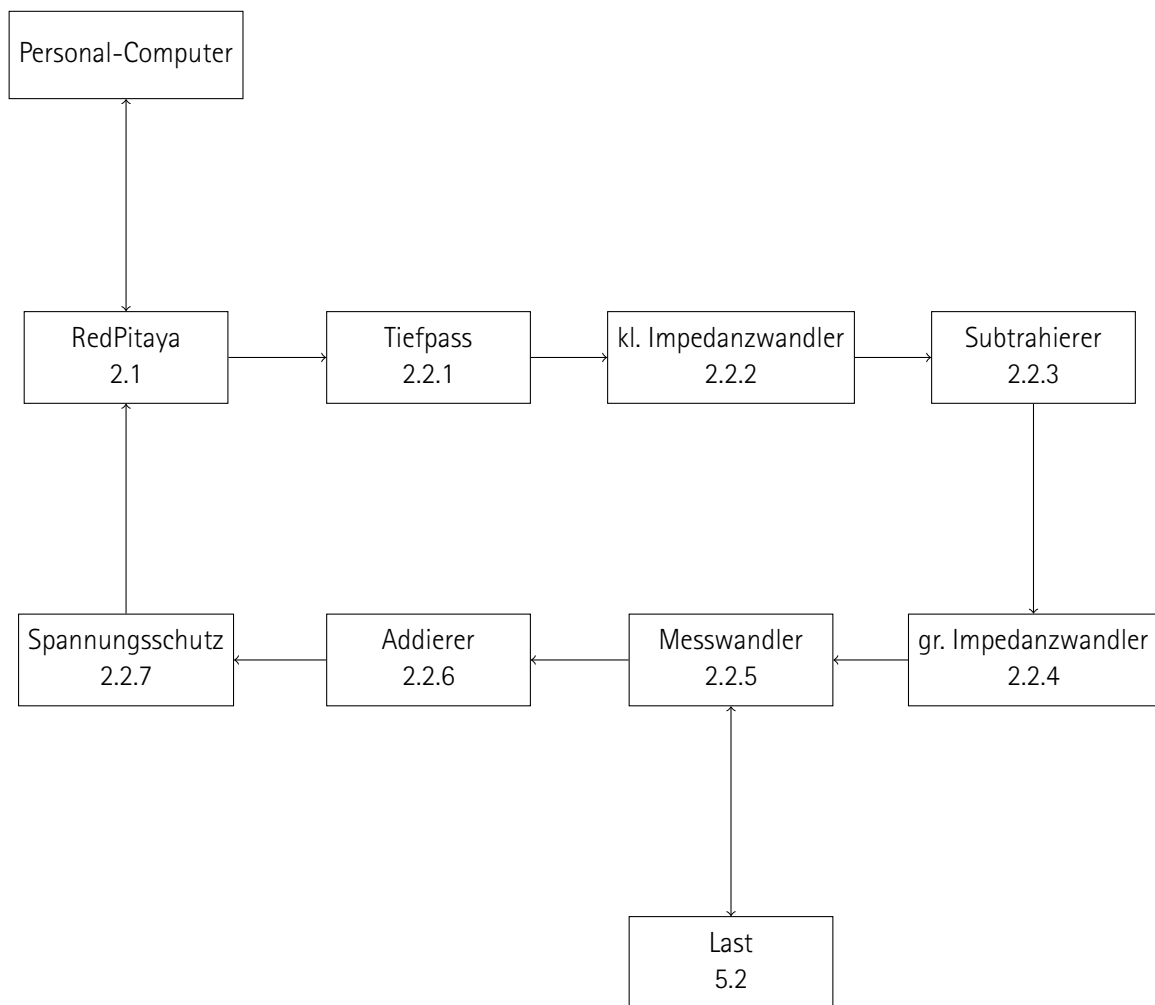 Personal-Computer
RedPitaya
2.1
Tiefpass
2.2.1
kl. Impedanzwandler
2.2.2
Subtrahierer
2.2.3
Spannungsschutz
2.2.7
Addierer
2.2.6
Messwandler
2.2.5
gr. Impedanzwandler
2.2.4
Last
5.2